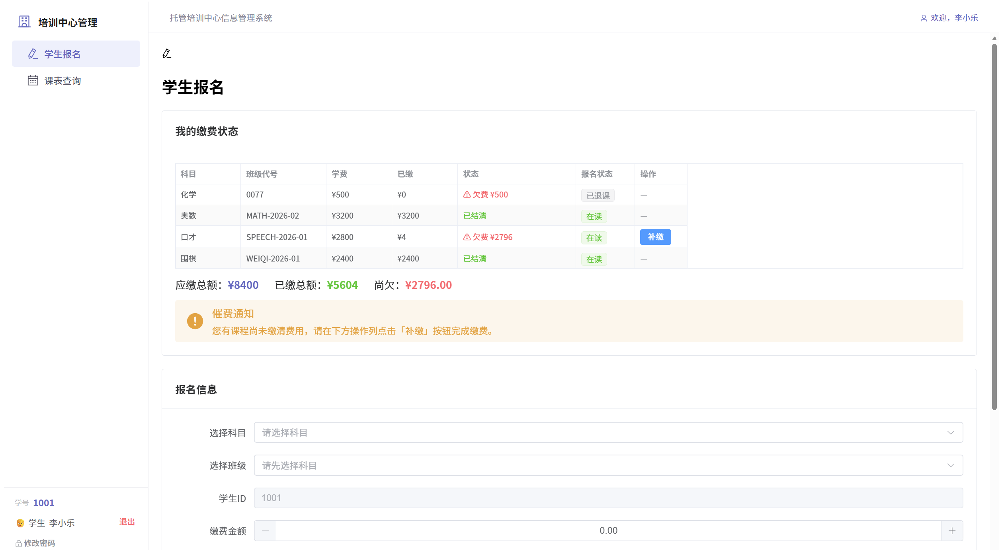 培训中心管理
学生报名
课表查询
学号 1001
学生 李小乐
退出
修改密码
托管培训中心信息管理系统
欢迎，李小乐
学生报名
我的缴费状态
科目 班级代号 学费 已缴 状态 报名状态 操作
化学 0077 ¥500 ¥0 欠费 ¥500 已退课 —
奥数 MATH-2026-02 ¥3200 ¥3200 已结清 在读 —
口才 SPEECH-2026-01 ¥2800 ¥4 欠费 ¥2796 在读 补缴
围棋 WEIQI-2026-01 ¥2400 ¥2400 已结清 在读 —
应缴总额：¥8400 已缴总额：¥5604 尚欠：¥2796.00
催费通知
您有课程尚未缴清费用，请在下方操作列点击「补缴」按钮完成缴费。
报名信息
选择科目 请选择科目
选择班级 请先选择科目
学生ID 1001
缴费金额 0.00